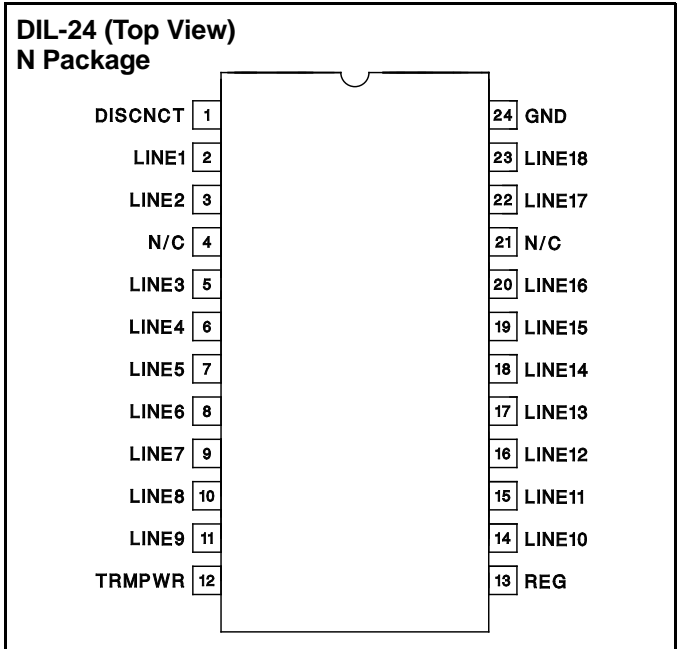 DIL-24 (Top View)
N Package
DISCNCT 1 24 GND
LINE1 2 23 LINE18
LINE2 3 22 LINE17
N/C 4 21 N/C
LINE3 5 20 LINE16
LINE4 6 19 LINE15
LINE5 7 18 LINE14
LINE6 8 17 LINE13
LINE7 9 16 LINE12
LINE8 10 15 LINE11
LINE9 11 14 LINE10
TRMPWR 12 13 REG